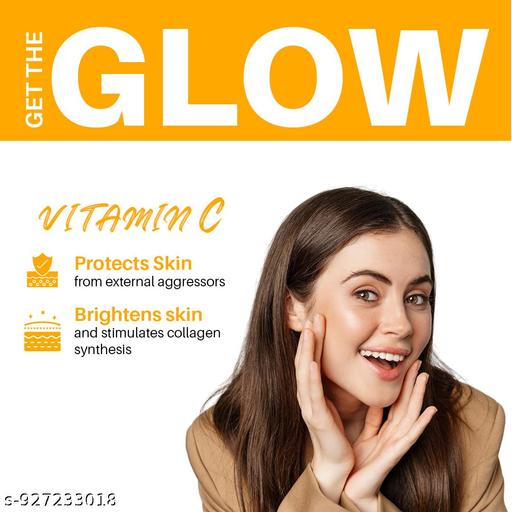 GET THE
GLOW
VITAMIN C
Protects Skin
from external aggressors
Brightens skin
and stimulates collagen
synthesis
s-927233018